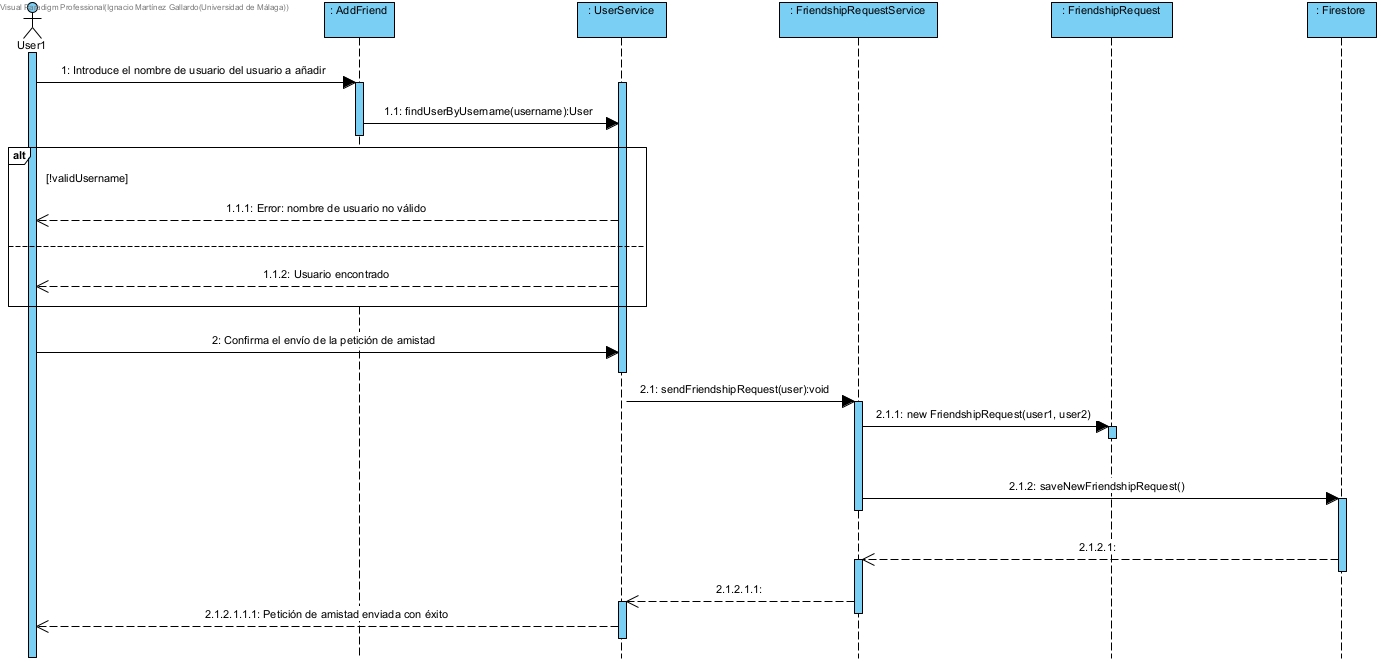 Visual Paradigm Professional(Ignacio Martínez Gallardo(Universidad de Málaga))
User1
: AddFriend
: UserService
: FriendshipRequestService
: FriendshipRequest
: Firestore
1: Introduce el nombre de usuario del usuario a añadir
1.1: findUserByUsername(username):User
alt
[!validUsername]
1.1.1: Error: nombre de usuario no válido
1.1.2: Usuario encontrado
2: Confirma el envío de la petición de amistad
2.1: sendFriendshipRequest(user):void
2.1.1: new FriendshipRequest(user1, user2)
2.1.2: saveNewFriendshipRequest()
2.1.2.1:
2.1.2.1.1:
2.1.2.1.1.1: Petición de amistad enviada con éxito